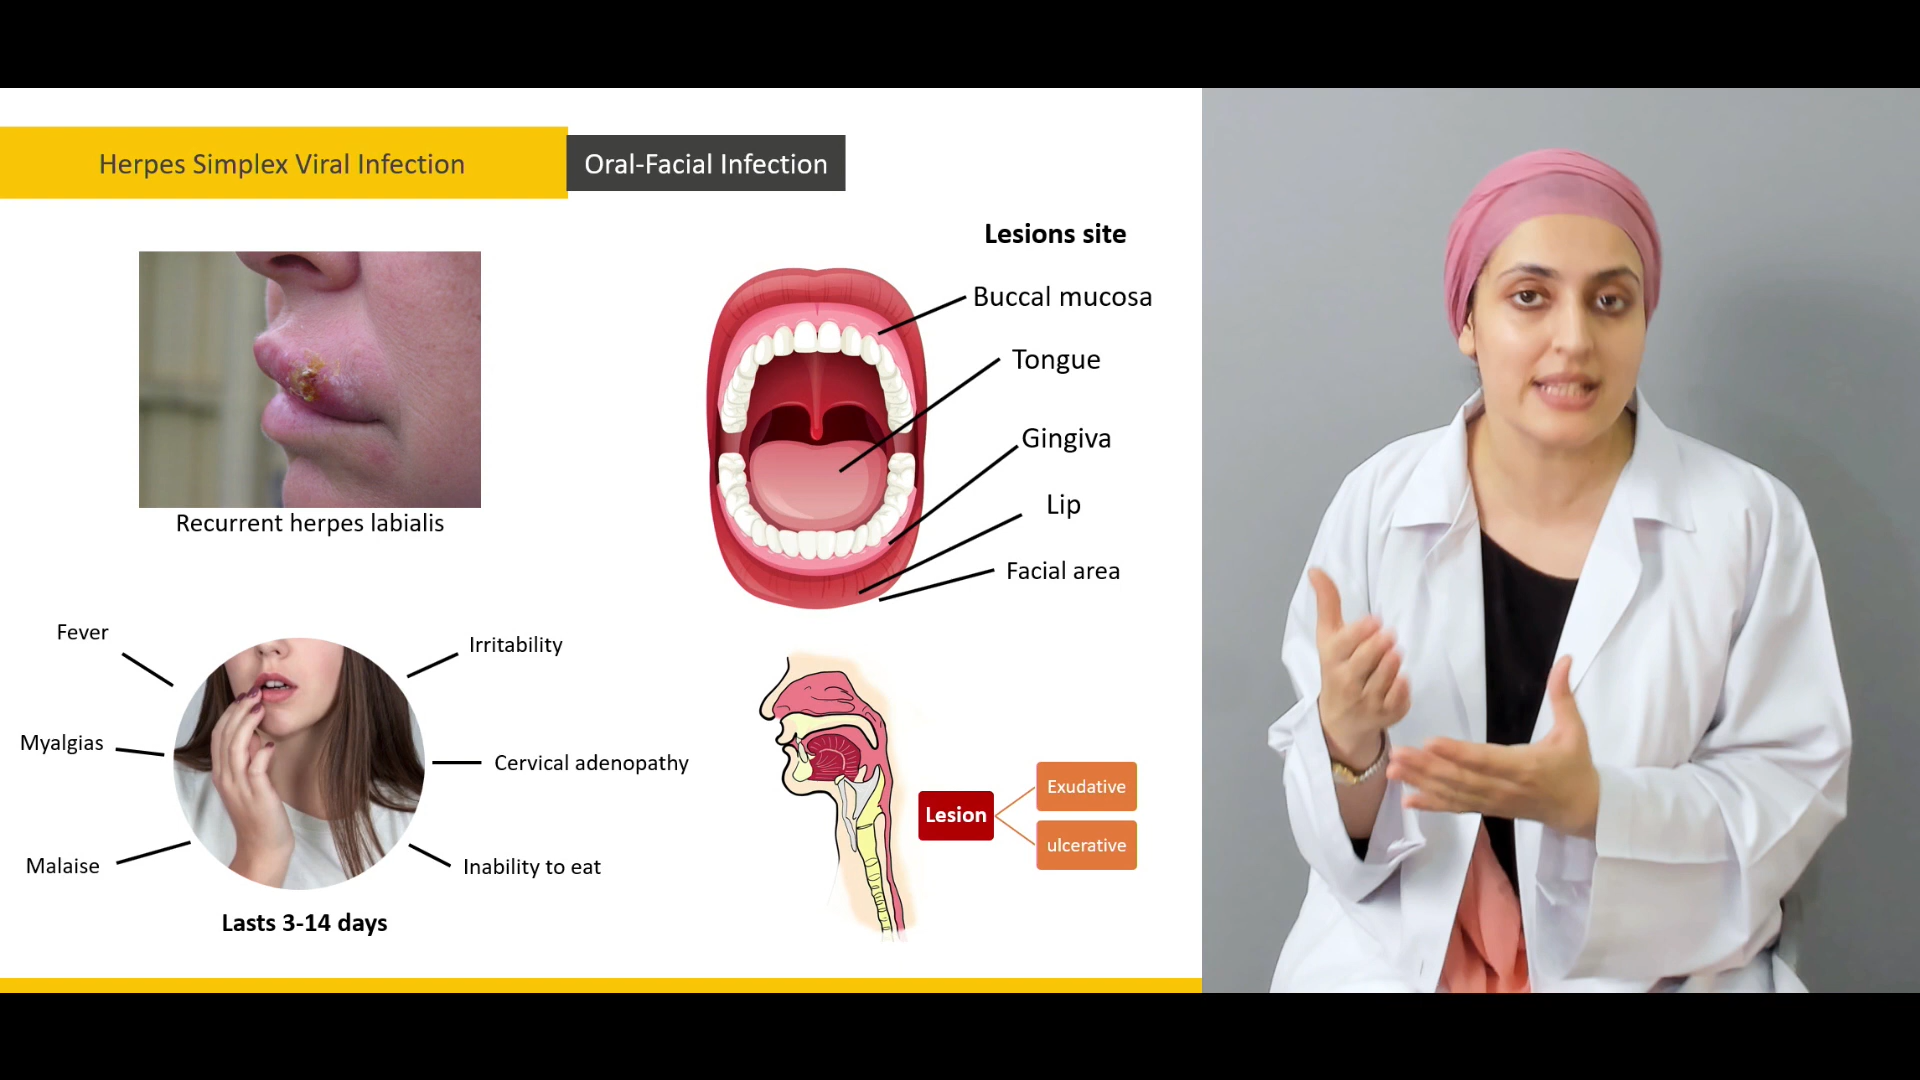 Herpes Simplex Viral Infection
Oral-Facial Infection
Lesions site
Buccal mucosa
Tongue
Gingiva
Lip
Facial area
Recurrent herpes labialis
Fever
Irritability
Myalgias
Cervical adenopathy
Malaise
Inability to eat
Lasts 3-14 days
Lesion
Exudative
ulcerative